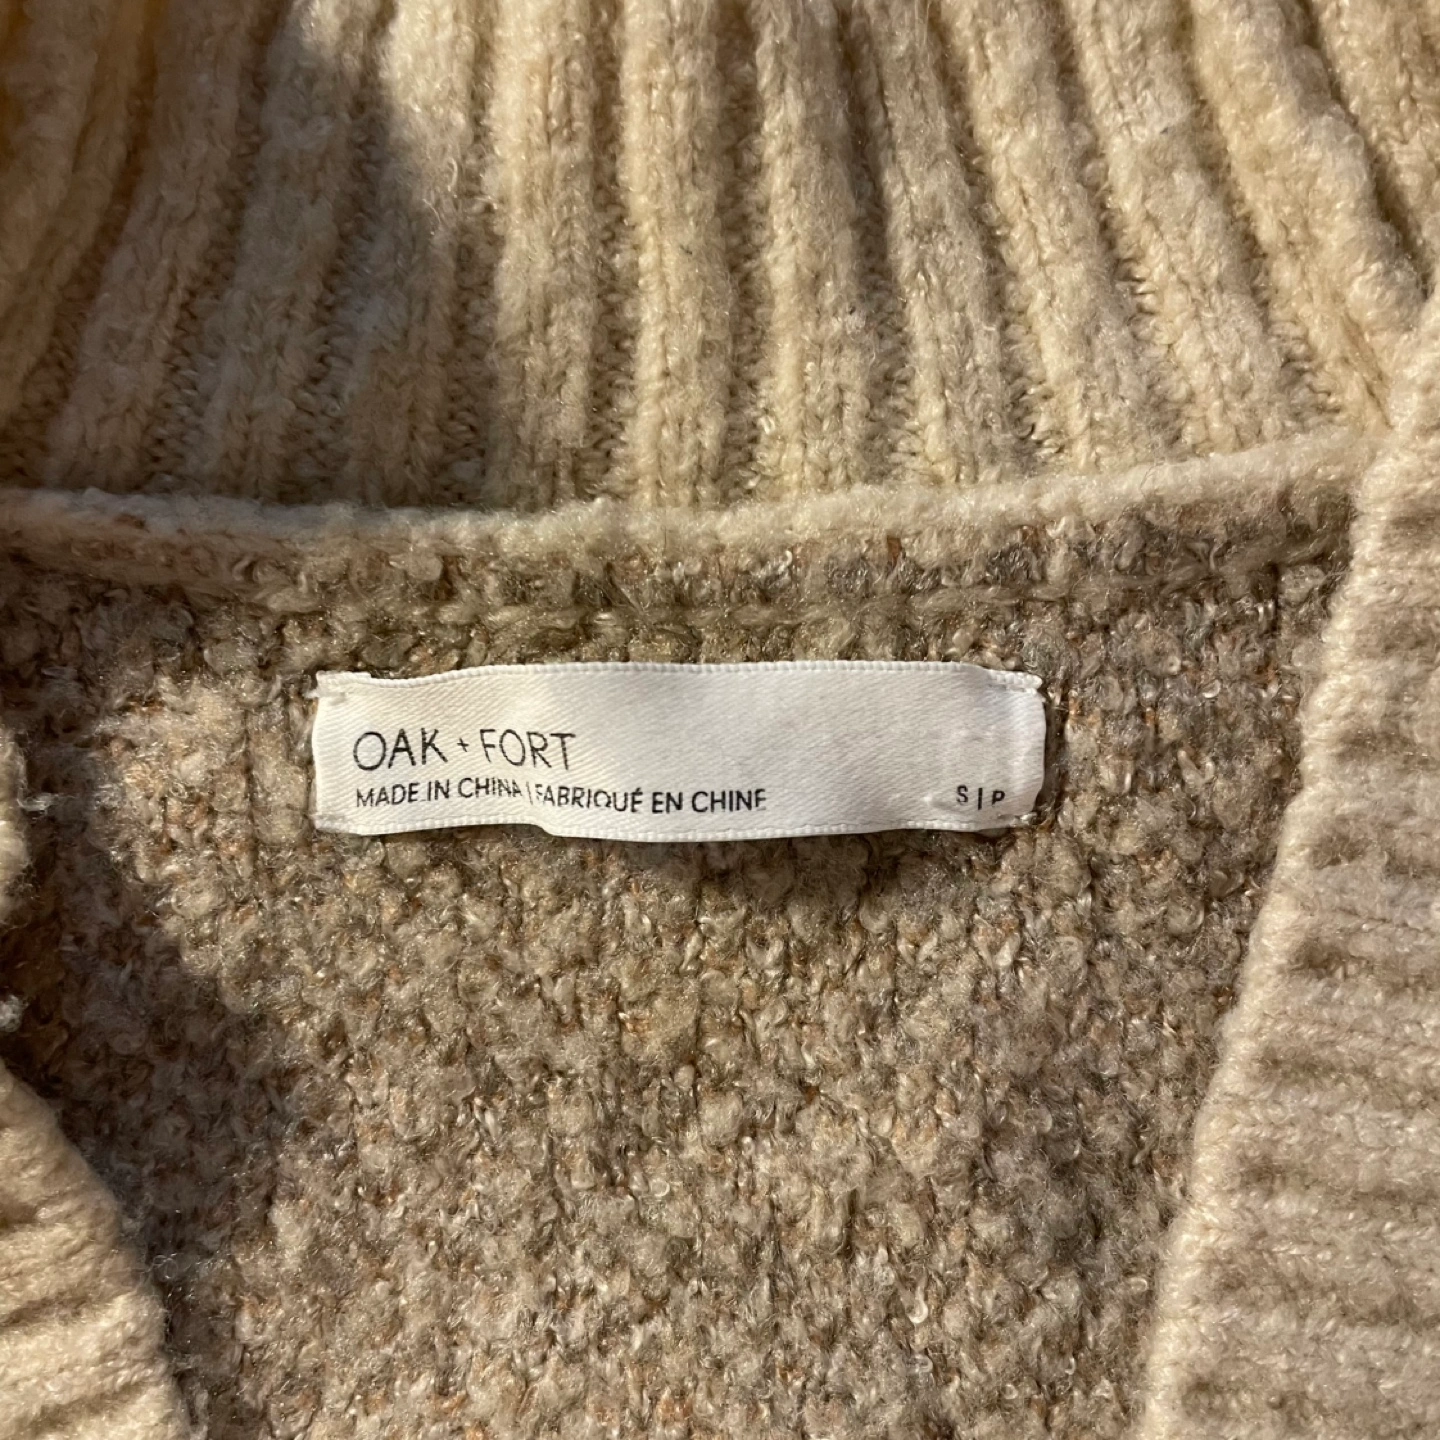 OAK + FORT
MADE IN CHINA | FABRIQUÉ EN CHINE
S | P